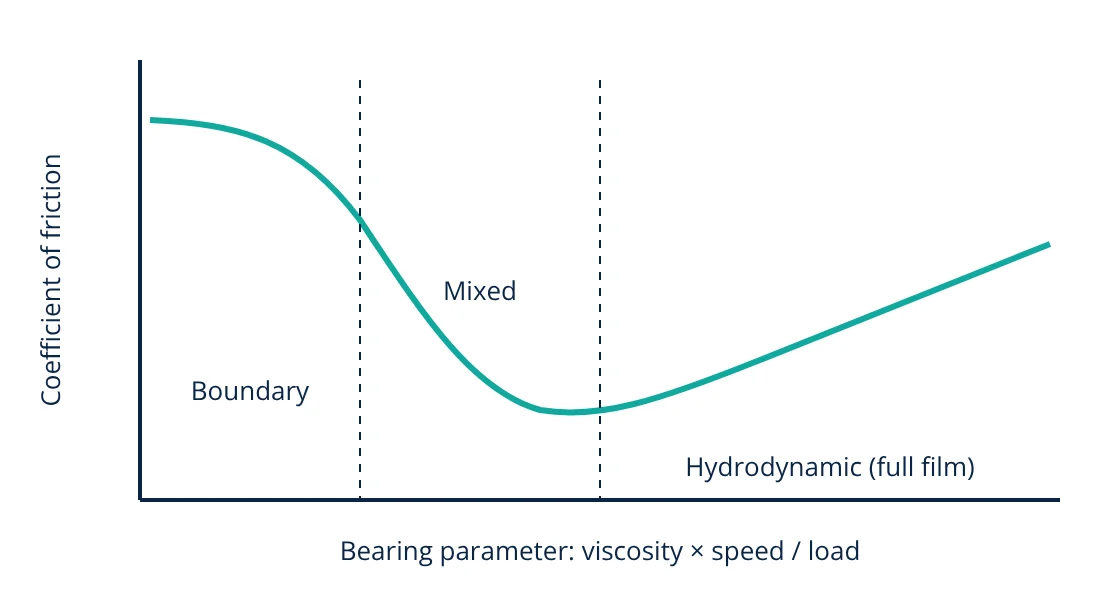 Coefficient of friction
Mixed
Boundary
Hydrodynamic (full film)
Bearing parameter: viscosity × speed / load